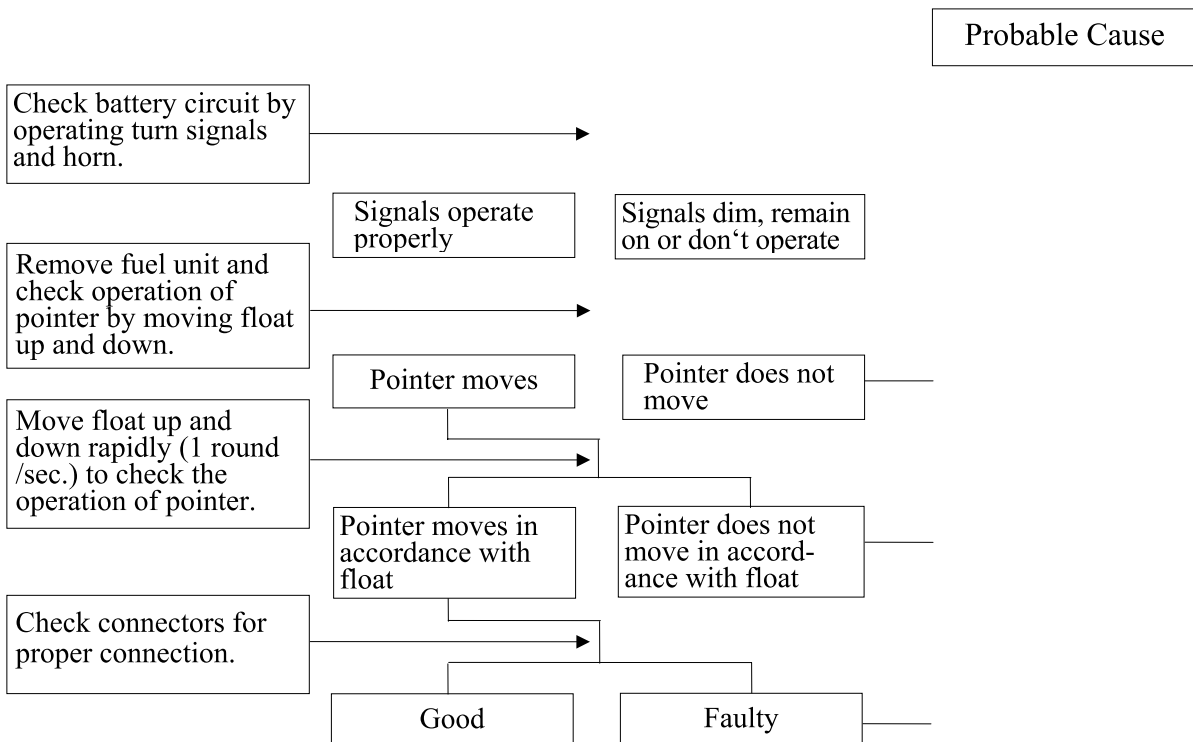 Probable Cause
Check battery circuit by
operating turn signals
and horn.
Signals operate
properly
Signals dim, remain
on or don‘t operate
Remove fuel unit and
check operation of
pointer by moving float
up and down.
Pointer moves
Pointer does not
move
Move float up and
down rapidly (1 round
/sec.) to check the
operation of pointer.
Pointer moves in
accordance with
float
Pointer does not
move in accord-
ance with float
Check connectors for
proper connection.
Good
Faulty